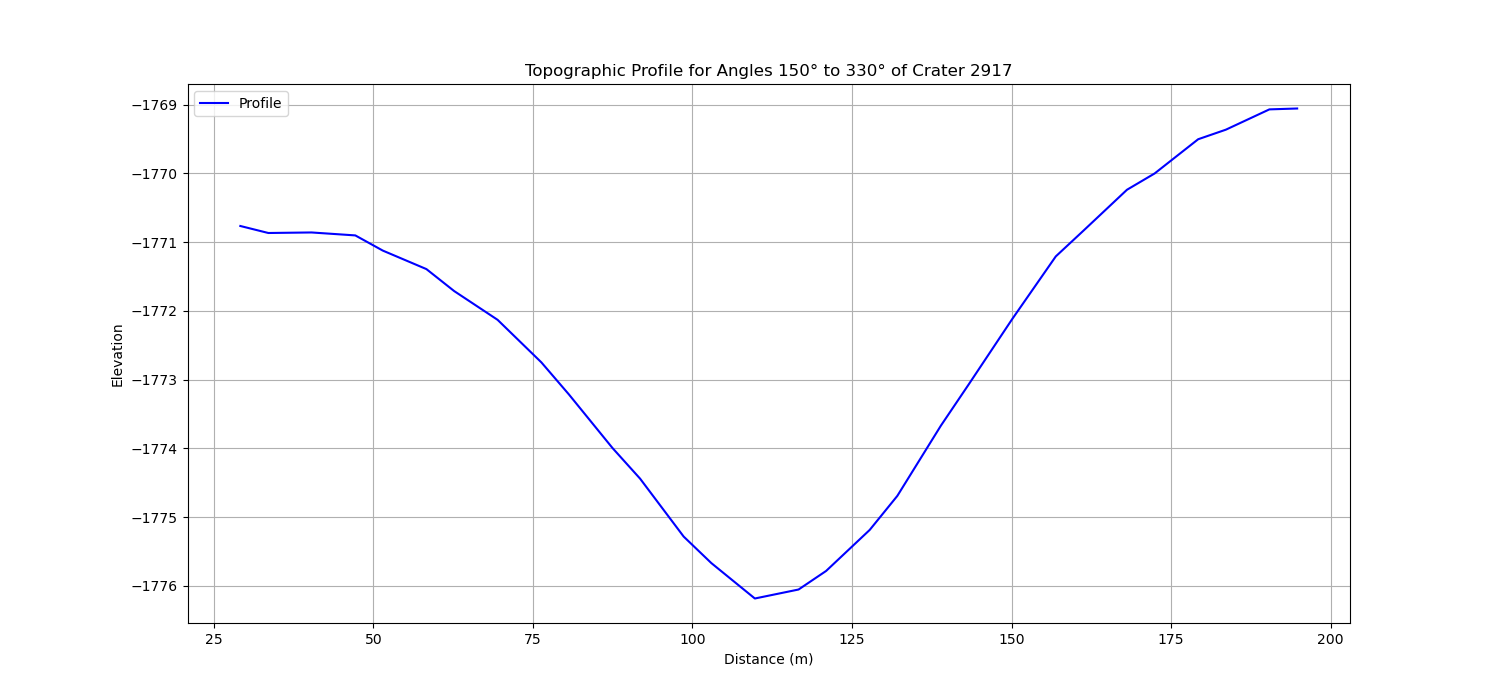 Topographic Profile for Angles 150° to 330° of Crater 2917
Profile
−1769
−1770
−1771
−1772
−1773
−1774
−1775
−1776
Elevation
25 50 75 100 125 150 175 200
Distance (m)